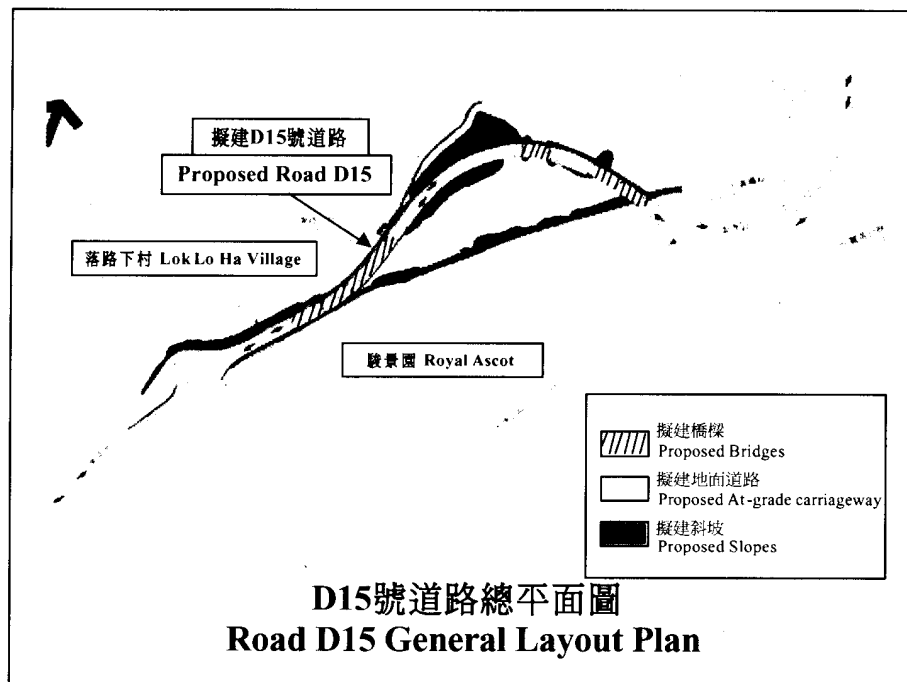 擬建D15號道路
Proposed Road D15
落路下村 Lok Lo Ha Village
駿景園 Royal Ascot
擬建橋樑
Proposed Bridges
擬建地面道路
Proposed At-grade carriageway
擬建斜坡
Proposed Slopes
D15號道路總平面圖
Road D15 General Layout Plan